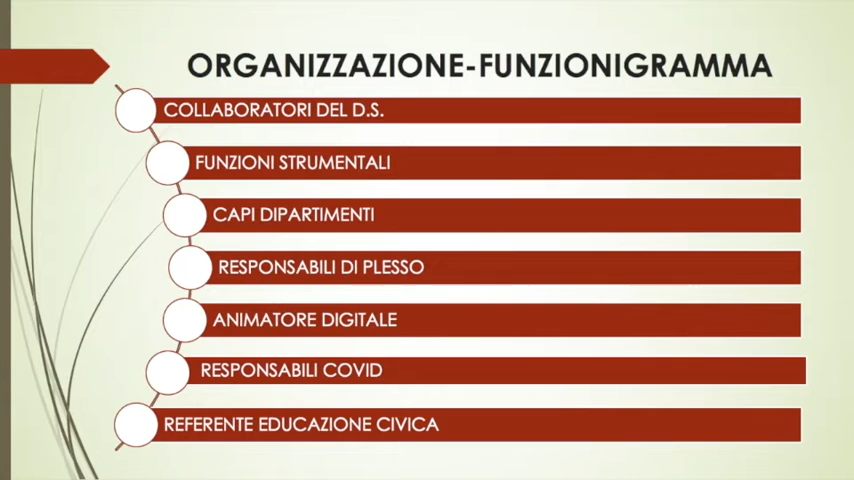 ORGANIZZAZIONE-FUNZIONIGRAMMA
COLLABORATORI DEL D.S.
FUNZIONI STRUMENTALI
CAPI DIPARTIMENTI
RESPONSABILI DI PLESSO
ANIMATORE DIGITALE
RESPONSABILI COVID
REFERENTE EDUCAZIONE CIVICA